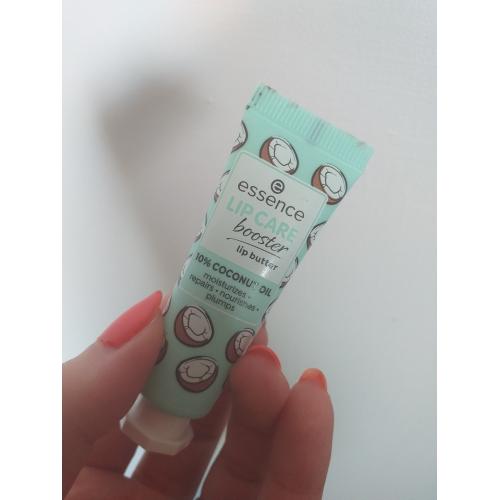 essence
LIP CARE
booster
lip butter
10% COCONUT OIL
moisturizes •
repairs • nourishes •
plumps